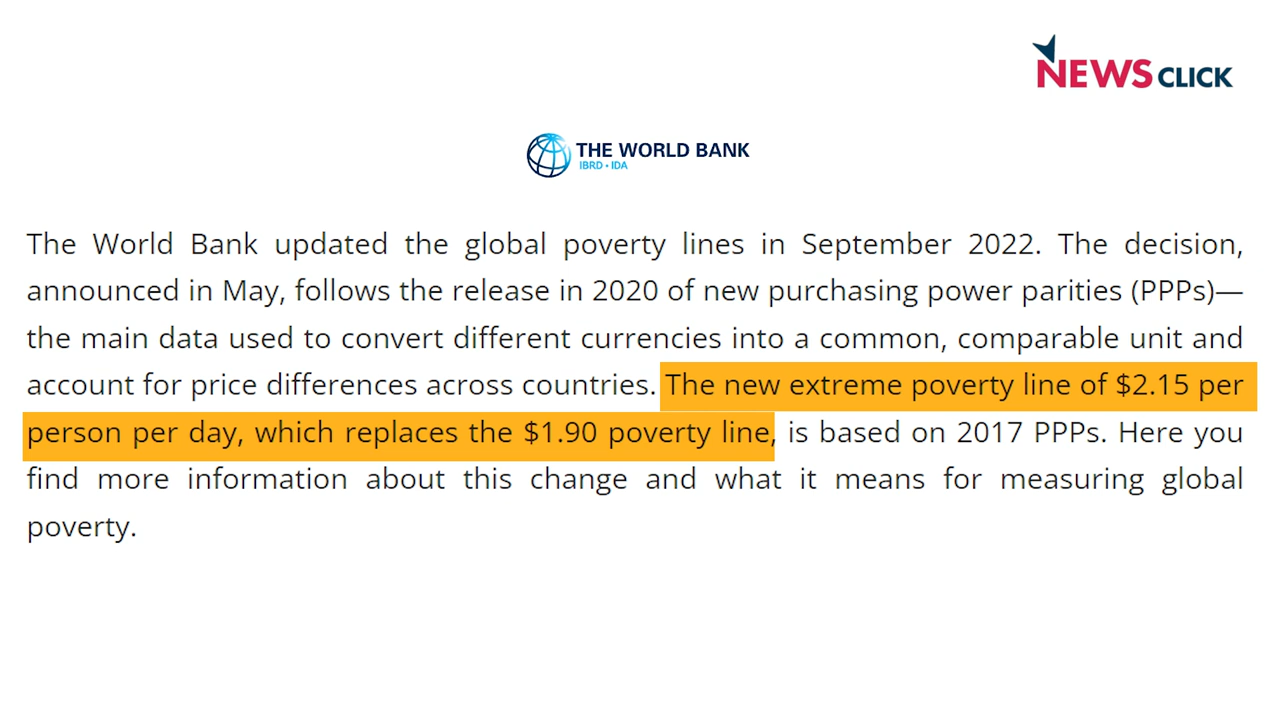 NEWS CLICK
THE WORLD BANK
IBRD • IDA
The World Bank updated the global poverty lines in September 2022. The decision,
announced in May, follows the release in 2020 of new purchasing power parities (PPPs)—
the main data used to convert different currencies into a common, comparable unit and
account for price differences across countries. The new extreme poverty line of $2.15 per
person per day, which replaces the $1.90 poverty line, is based on 2017 PPPs. Here you
find more information about this change and what it means for measuring global
poverty.